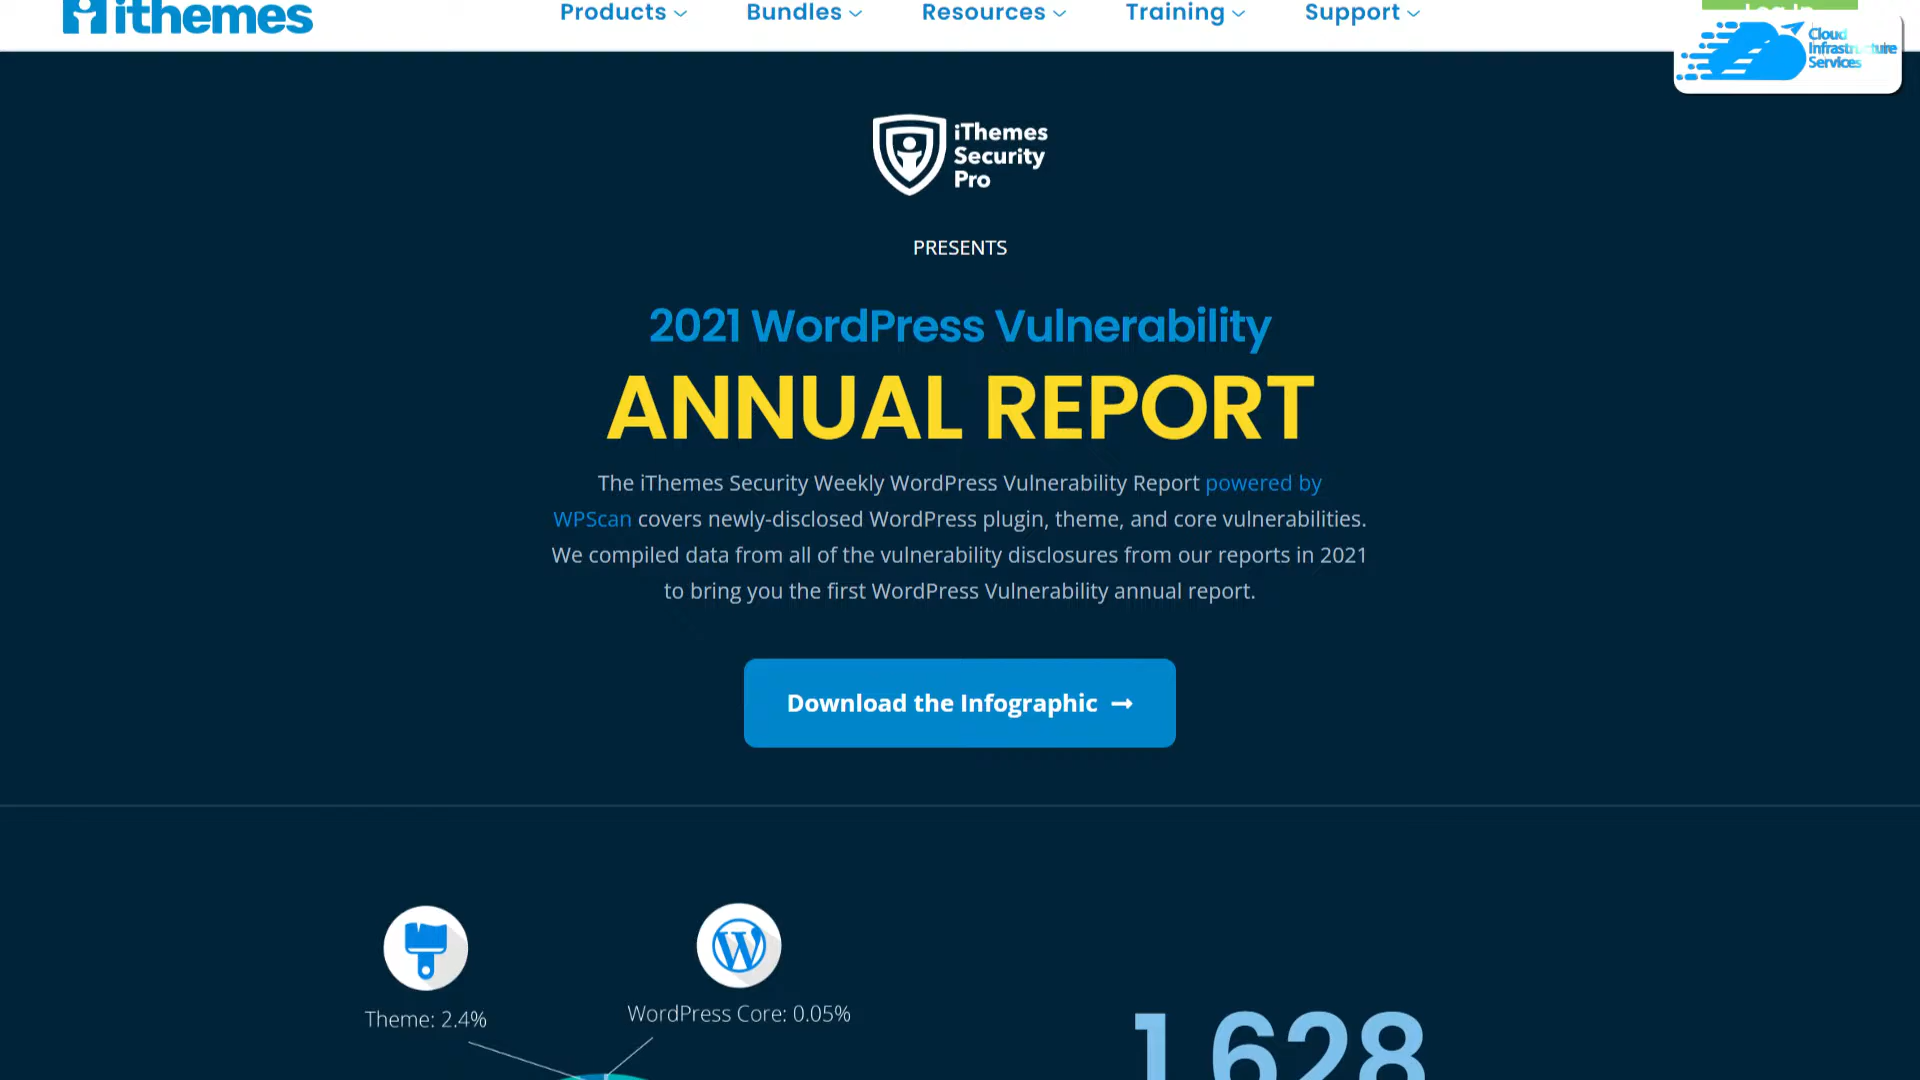 ithemes
Products
Bundles
Resources
Training
Support
Log In
Cloud
Infrastructure
Services
iThemes
Security
Pro
PRESENTS
2021 WordPress Vulnerability
ANNUAL REPORT
The iThemes Security Weekly WordPress Vulnerability Report powered by
WPScan covers newly-disclosed WordPress plugin, theme, and core vulnerabilities.
We compiled data from all of the vulnerability disclosures from our reports in 2021
to bring you the first WordPress Vulnerability annual report.
Download the Infographic →
Theme: 2.4%
WordPress Core: 0.05%
1,628